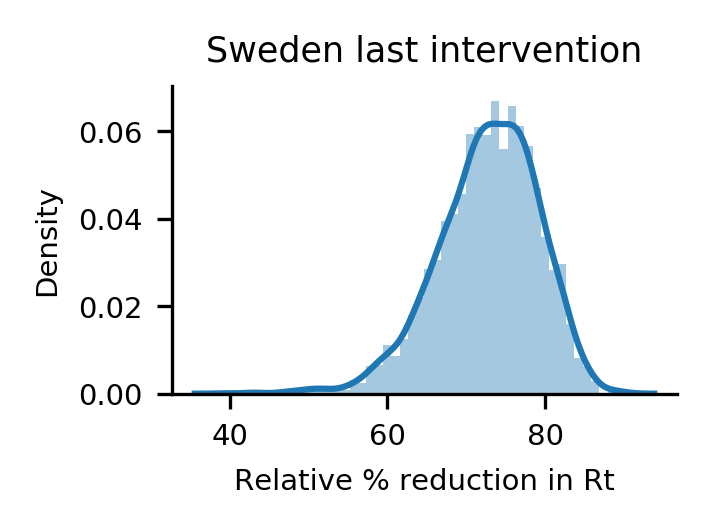 Sweden last intervention
0.06
0.04
0.02
0.00
Density
40 60 80
Relative % reduction in Rt